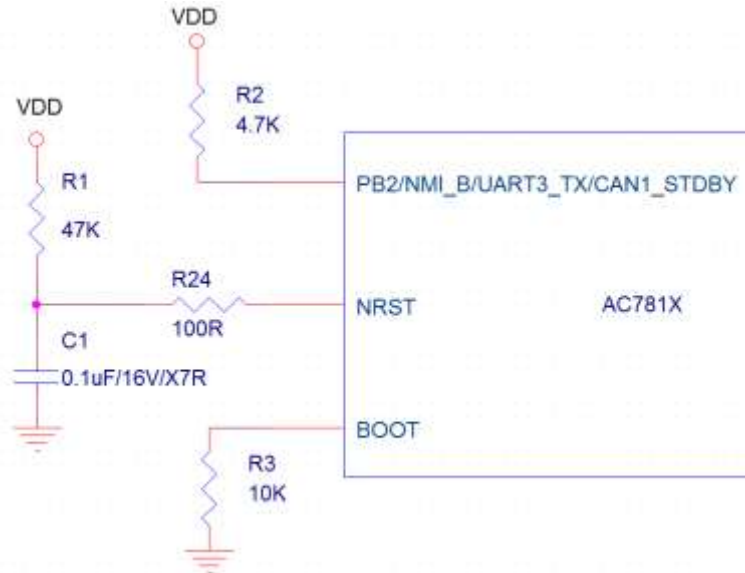 VDD
R2
4.7K
VDD
R1
47K
PB2/NMI_B/UART3_TX/CAN1_STDBY
R24
100R
NRST
AC781X
C1
0.1uF/16V/X7R
BOOT
R3
10K